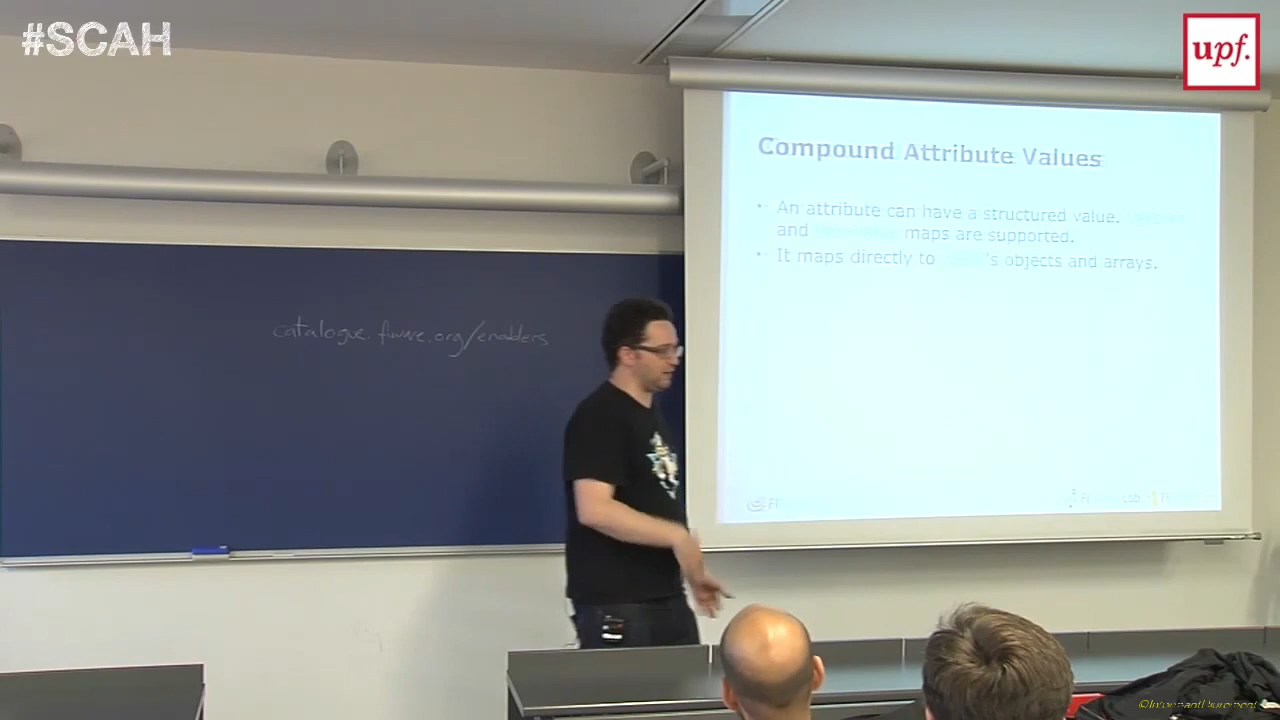 #SCAH
upf.
Compound Attribute Values
• An attribute can have a structured value.
and maps are supported.
• It maps directly to 's objects and arrays.
catalogue.fiware.org/enablers